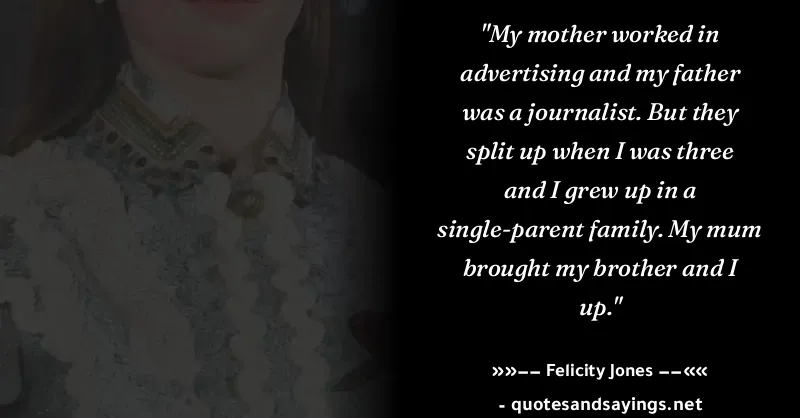 "My mother worked in
advertising and my father
was a journalist. But they
split up when I was three
and I grew up in a
single-parent family. My mum
brought my brother and I
up."
»»–– Felicity Jones ––««
- quotesandsayings.net